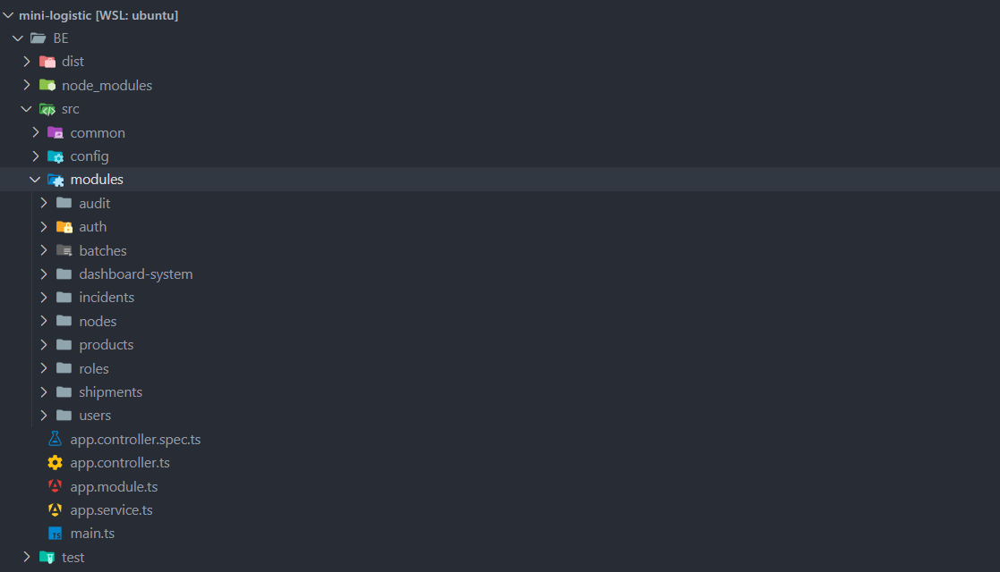 mini-logistic [WSL: ubuntu]
BE
dist
node_modules
src
common
config
modules
audit
auth
batches
dashboard-system
incidents
nodes
products
roles
shipments
users
app.controller.spec.ts
app.controller.ts
app.module.ts
app.service.ts
TS main.ts
test